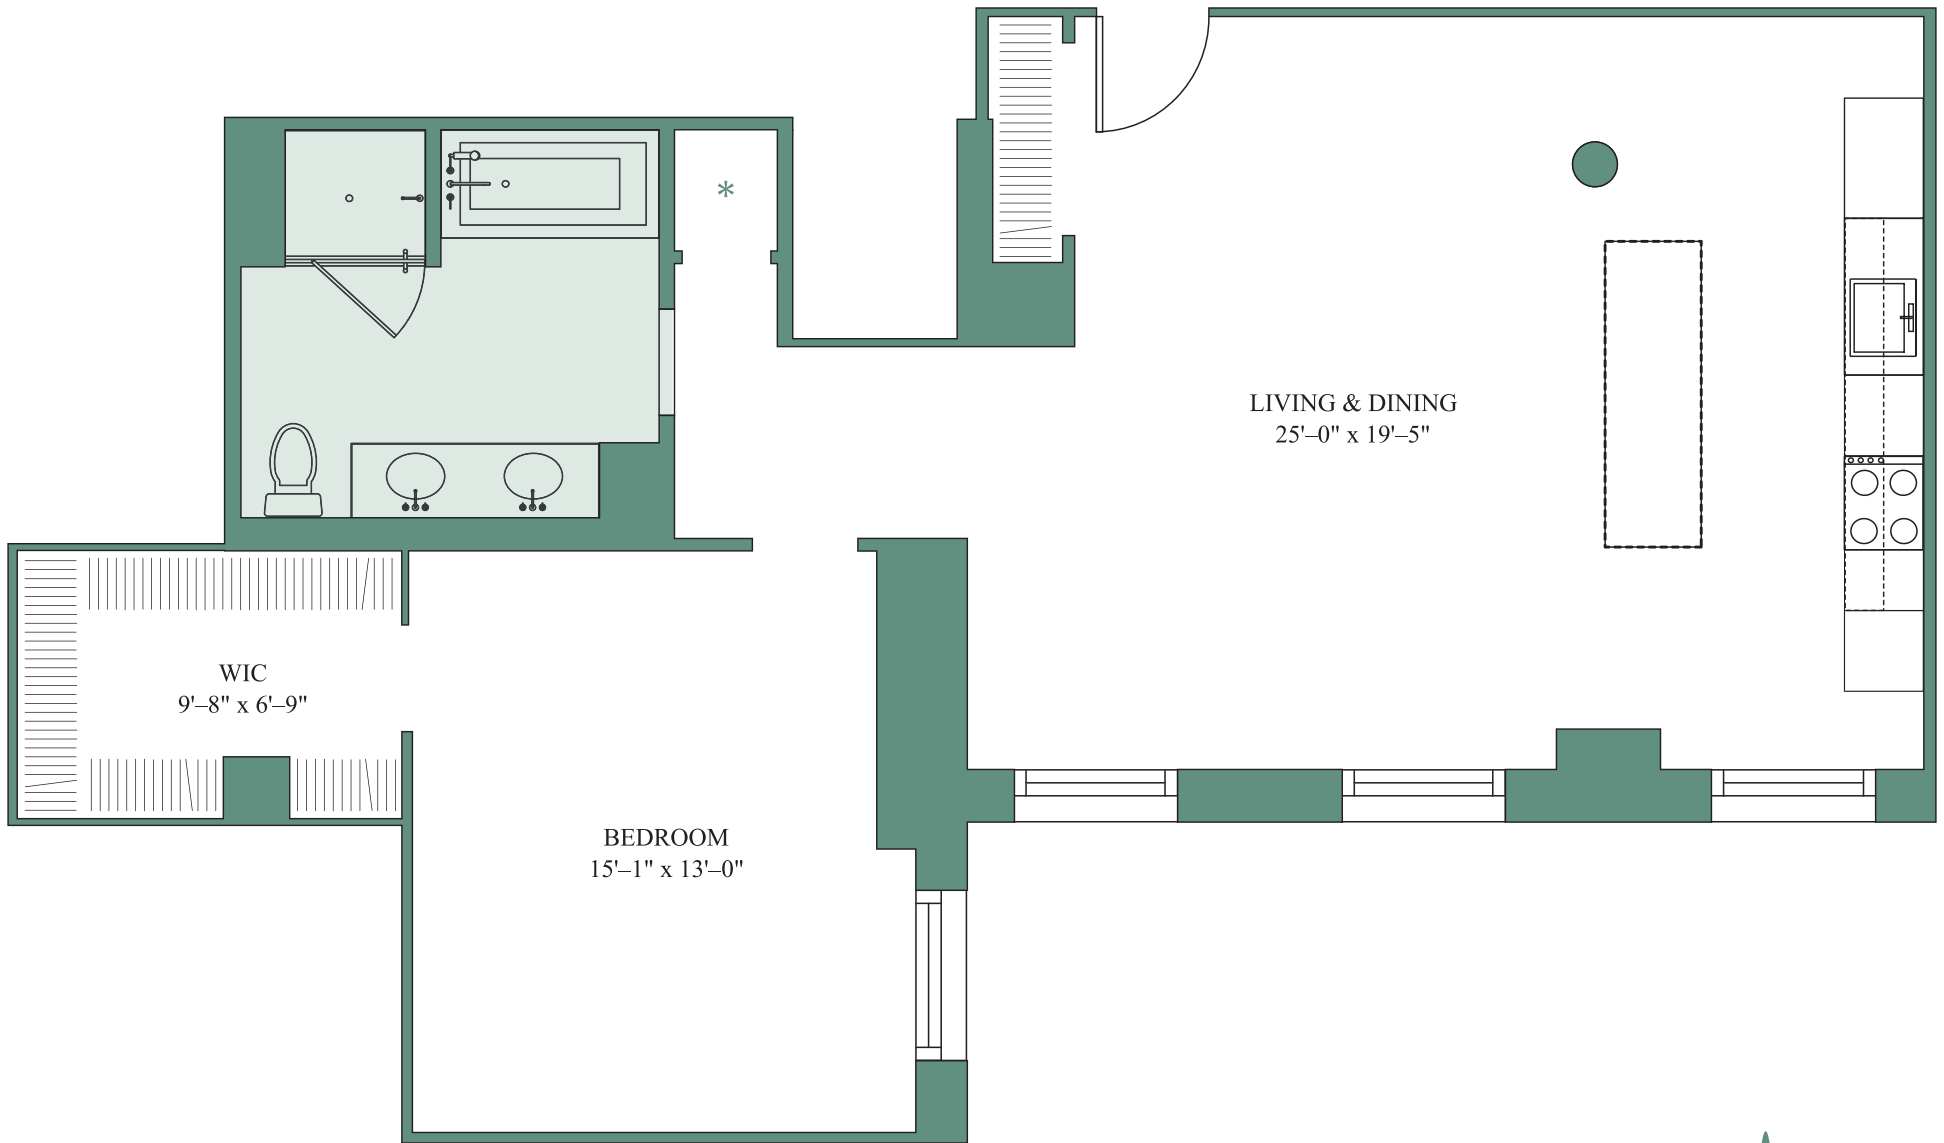 *
LIVING & DINING
25'–0" x 19'–5"
WIC
9'–8" x 6'–9"
BEDROOM
15'–1" x 13'–0"